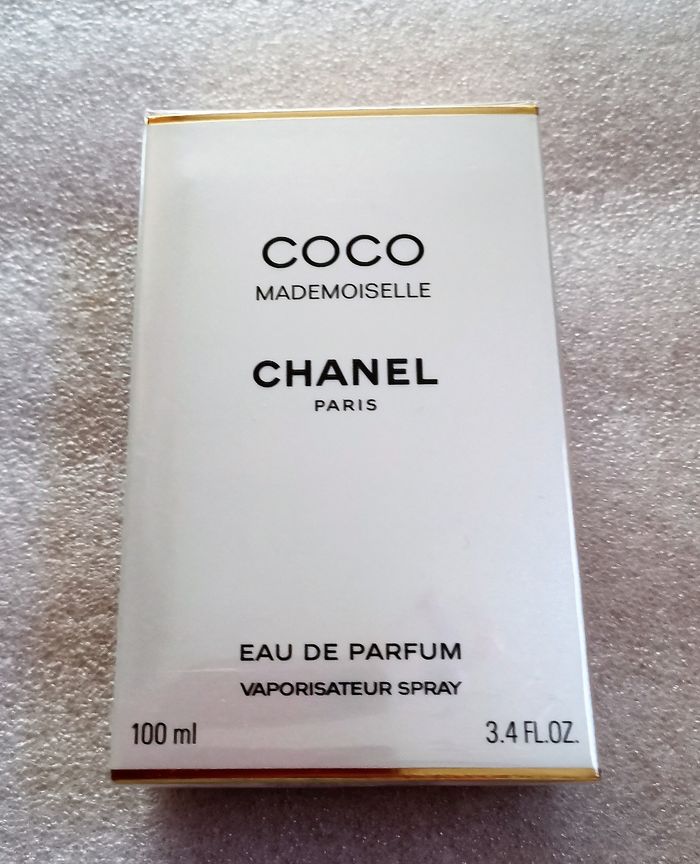 COCO
MADEMOISELLE
CHANEL
PARIS
EAU DE PARFUM
VAPORISATEUR SPRAY
100 ml 3.4 FL.OZ.